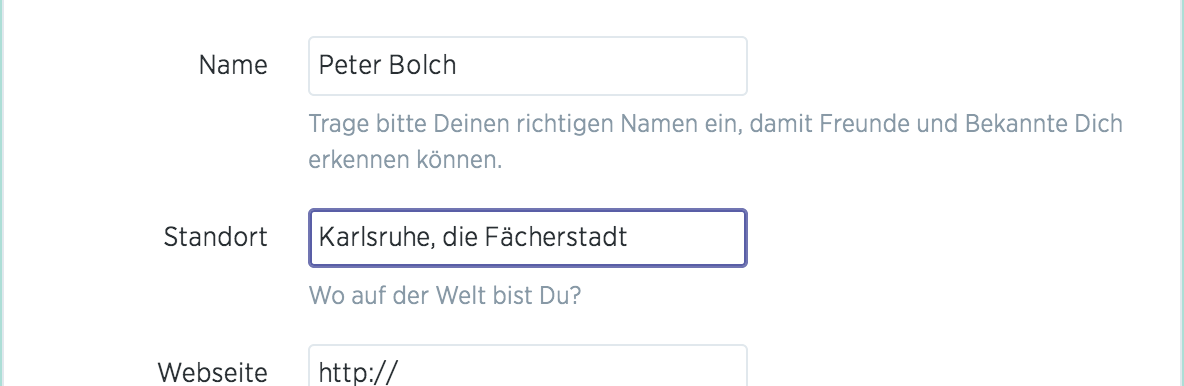 Name Peter Bolch
Trage bitte Deinen richtigen Namen ein, damit Freunde und Bekannte Dich
erkennen können.
Standort Karlsruhe, die Fächerstadt
Wo auf der Welt bist Du?
Webseite http://